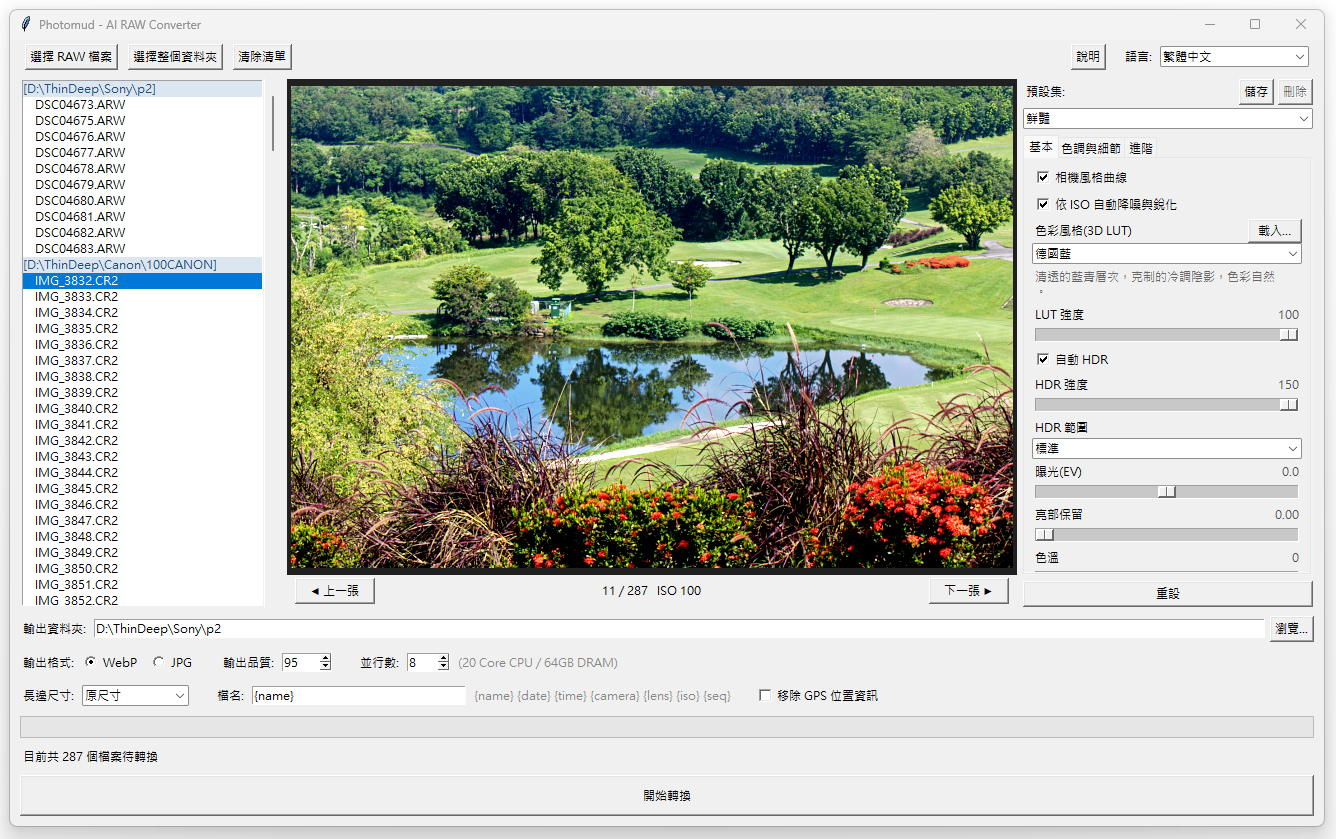 Photomud - AI RAW Converter
選擇 RAW 檔案 選擇整個資料夾 清除清單 說明 語言: 繁體中文
[D:\ThinDeep\Sony\p2]
DSC04673.ARW
DSC04675.ARW
DSC04676.ARW
DSC04677.ARW
DSC04678.ARW
DSC04679.ARW
DSC04680.ARW
DSC04681.ARW
DSC04682.ARW
DSC04683.ARW
[D:\ThinDeep\Canon\100CANON]
IMG_3832.CR2
IMG_3833.CR2
IMG_3834.CR2
IMG_3835.CR2
IMG_3836.CR2
IMG_3837.CR2
IMG_3838.CR2
IMG_3839.CR2
IMG_3840.CR2
IMG_3841.CR2
IMG_3842.CR2
IMG_3843.CR2
IMG_3844.CR2
IMG_3845.CR2
IMG_3846.CR2
IMG_3847.CR2
IMG_3848.CR2
IMG_3849.CR2
IMG_3850.CR2
IMG_3851.CR2
IMG_3852.CR2
◄ 上一張 11 / 287 ISO 100 下一張 ►
預設集: 儲存 刪除
鮮豔
基本 色調與細節 進階
相機風格曲線
依 ISO 自動降噪與銳化
色彩風格(3D LUT) 載入...
德國藍
清透的藍青層次，克制的冷調陰影，色彩自然
。
LUT 強度 100
自動 HDR
HDR 強度 150
HDR 範圍
標準
曝光(EV) 0.0
亮部保留 0.00
色溫 0
重設
輸出資料夾: D:\ThinDeep\Sony\p2 瀏覽...
輸出格式: WebP JPG 輸出品質: 95 並行數: 8 (20 Core CPU / 64GB DRAM)
長邊尺寸: 原尺寸 檔名: {name} {name} {date} {time} {camera} {lens} {iso} {seq} 移除 GPS 位置資訊
目前共 287 個檔案待轉換
開始轉換